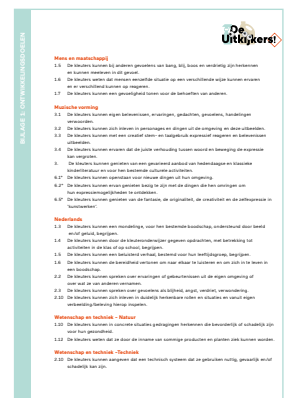 De
Uitkijkers!
BIJLAGE 1: ONTWIKKELINGSDOELEN
Mens en maatschappij
1.5 De kleuters kunnen bij anderen gevoelens van bang, blij, boos en verdrietig zijn herkennen
en kunnen meeleven in dit gevoel.
1.6 De kleuters weten dat mensen eenzelfde situatie op een verschillende wijze kunnen ervaren
en er verschillend kunnen op reageren.
1.7 De kleuters kunnen een gevoeligheid tonen voor de behoeften van anderen.
Muzische vorming
3.1 De kleuters kunnen eigen belevenissen, ervaringen, gedachten, gevoelens, handelingen
verwoorden.
3.2 De kleuters kunnen zich inleven in personages en dingen uit de omgeving en deze uitbeelden.
3.3 De kleuters kunnen met een creatief stem- en taalgebruik expressief reageren en belevenissen
uitbeelden.
3.4 De kleuters kunnen ervaren dat de juiste verhouding tussen woord en beweging de expressie
kan vergroten.
3. De kleuters kunnen genieten van een gevarieerd aanbod van hedendaagse en klassieke
kinderliteratuur en voor hen bestemde culturele activiteiten.
6.1* De kleuters kunnen openstaan voor nieuwe dingen uit hun omgeving.
6.2* De kleuters kunnen ervan genieten bezig te zijn met de dingen die hen omringen om
hun expressiemogelijkheden te ontdekken.
6.5* De kleuters kunnen genieten van de fantasie, de originaliteit, de creativiteit en de zelfexpressie in
'kunstwerken'.
Nederlands
1.3 De kleuters kunnen een mondelinge, voor hen bestemde boodschap, ondersteund door beeld
en/of geluid, begrijpen.
1.4 De kleuters kunnen door de kleuteronderwijzer gegeven opdrachten, met betrekking tot
activiteiten in de klas of op school, begrijpen.
1.5 De kleuters kunnen een beluisterd verhaal, bestemd voor hun leeftijdsgroep, begrijpen.
1.6 De kleuters kunnen de bereidheid vertonen om naar elkaar te luisteren en om zich in te leven in
een boodschap.
2.2 De kleuters kunnen spreken over ervaringen of gebeurtenissen uit de eigen omgeving of
over wat ze van anderen vernamen.
2.3 De kleuters kunnen spreken over gevoelens als blijheid, angst, verdriet, verwondering.
2.10 De kleuters kunnen zich inleven in duidelijk herkenbare rollen en situaties en vanuit eigen
verbeelding/beleving hierop inspelen.
Wetenschap en techniek - Natuur
1.10 De kleuters kunnen in concrete situaties gedragingen herkennen die bevorderlijk of schadelijk zijn
voor hun gezondheid.
1.12 De kleuters weten dat ze door de inname van sommige producten en planten ziek kunnen worden.
Wetenschap en techniek -Techniek
2.10 De kleuters kunnen aangeven dat een technisch systeem dat ze gebruiken nuttig, gevaarlijk en/of
schadelijk kan zijn.